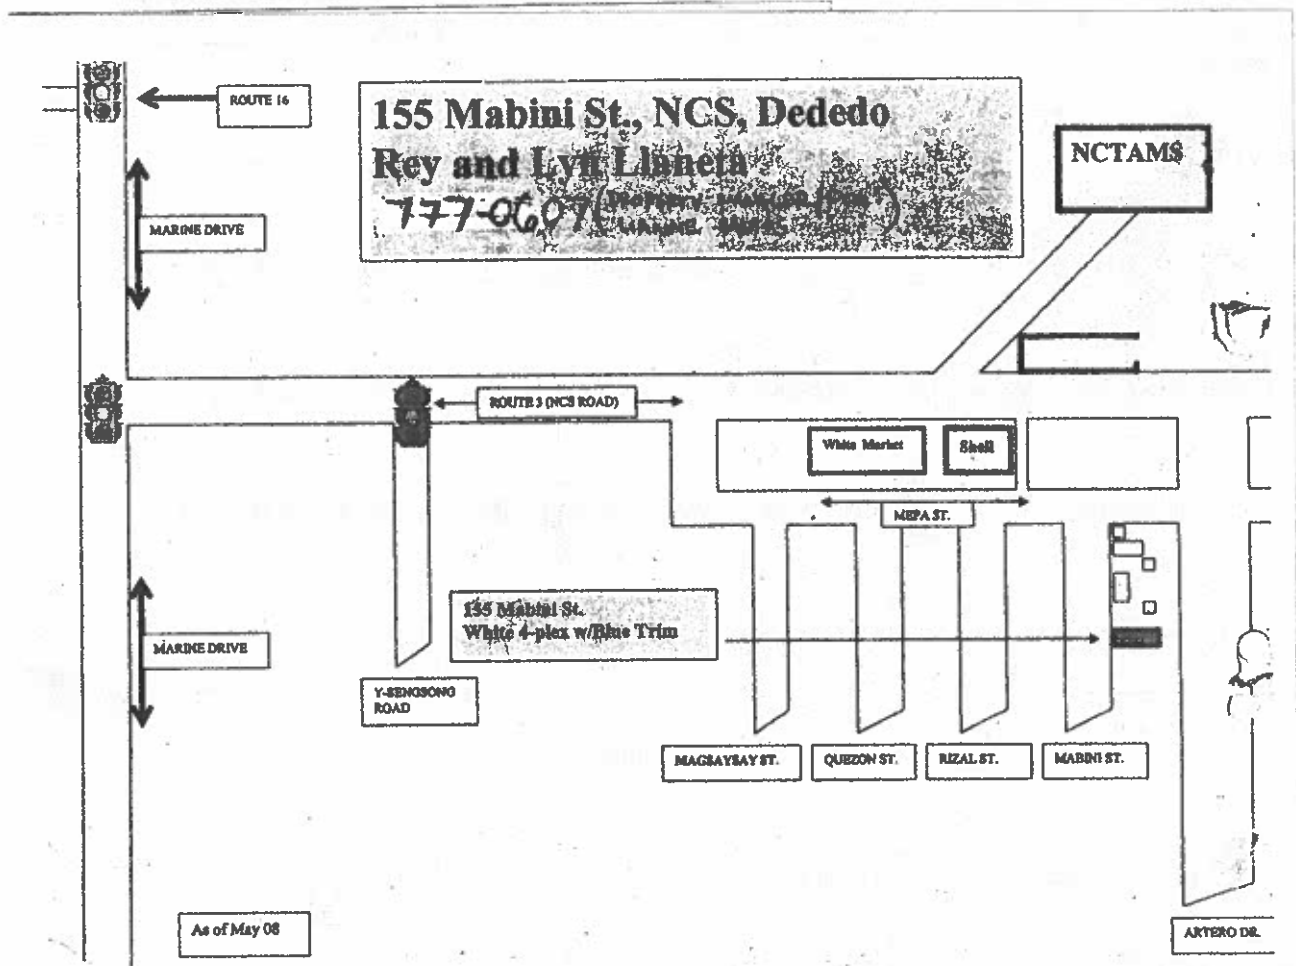 ROUTE 16
155 Mabini St., NCS, Dededo
Rey and Lyn Llaneta
777-0607
NCTAMS
MARINE DRIVE
ROUTE 3 (NCS ROAD)
White Market
Shell
MEPA ST.
155 Mabini St.
White 4-plex w/Blue Trim
MARINE DRIVE
Y-SENGSONG
ROAD
MAGSAYSAY ST.
QUEZON ST.
RIZAL ST.
MABINI ST.
As of May 08
ARTERO DR.